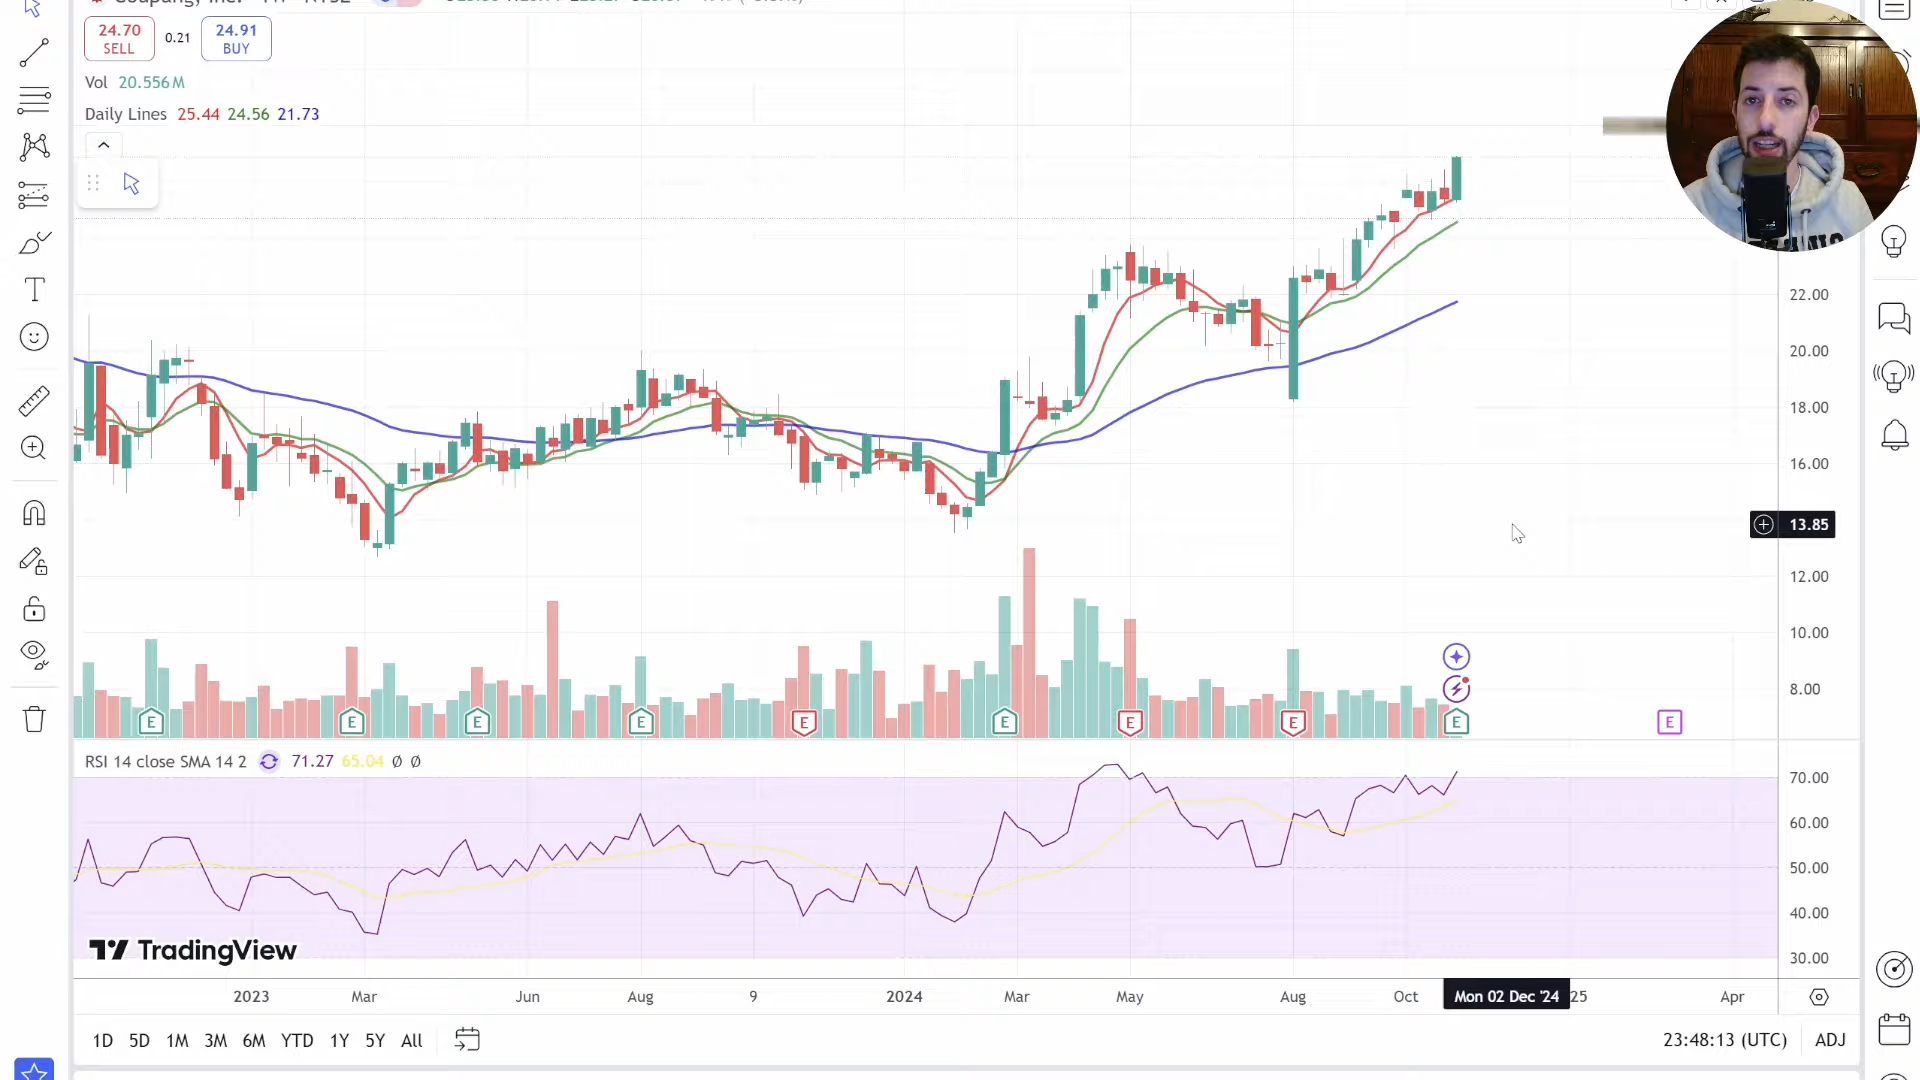 24.70
SELL
0.21
24.91
BUY
Vol 20.556 M
Daily Lines 25.44 24.56 21.73
22.00
20.00
18.00
16.00
13.85
12.00
10.00
8.00
E E E E E E E E E E
RSI 14 close SMA 14 2 71.27 65.04 Ø Ø
70.00
60.00
50.00
40.00
30.00
TradingView
2023 Mar Jun Aug 9 2024 Mar May Aug Oct Mon 02 Dec '24 25 Apr
1D 5D 1M 3M 6M YTD 1Y 5Y All
23:48:13 (UTC) ADJ